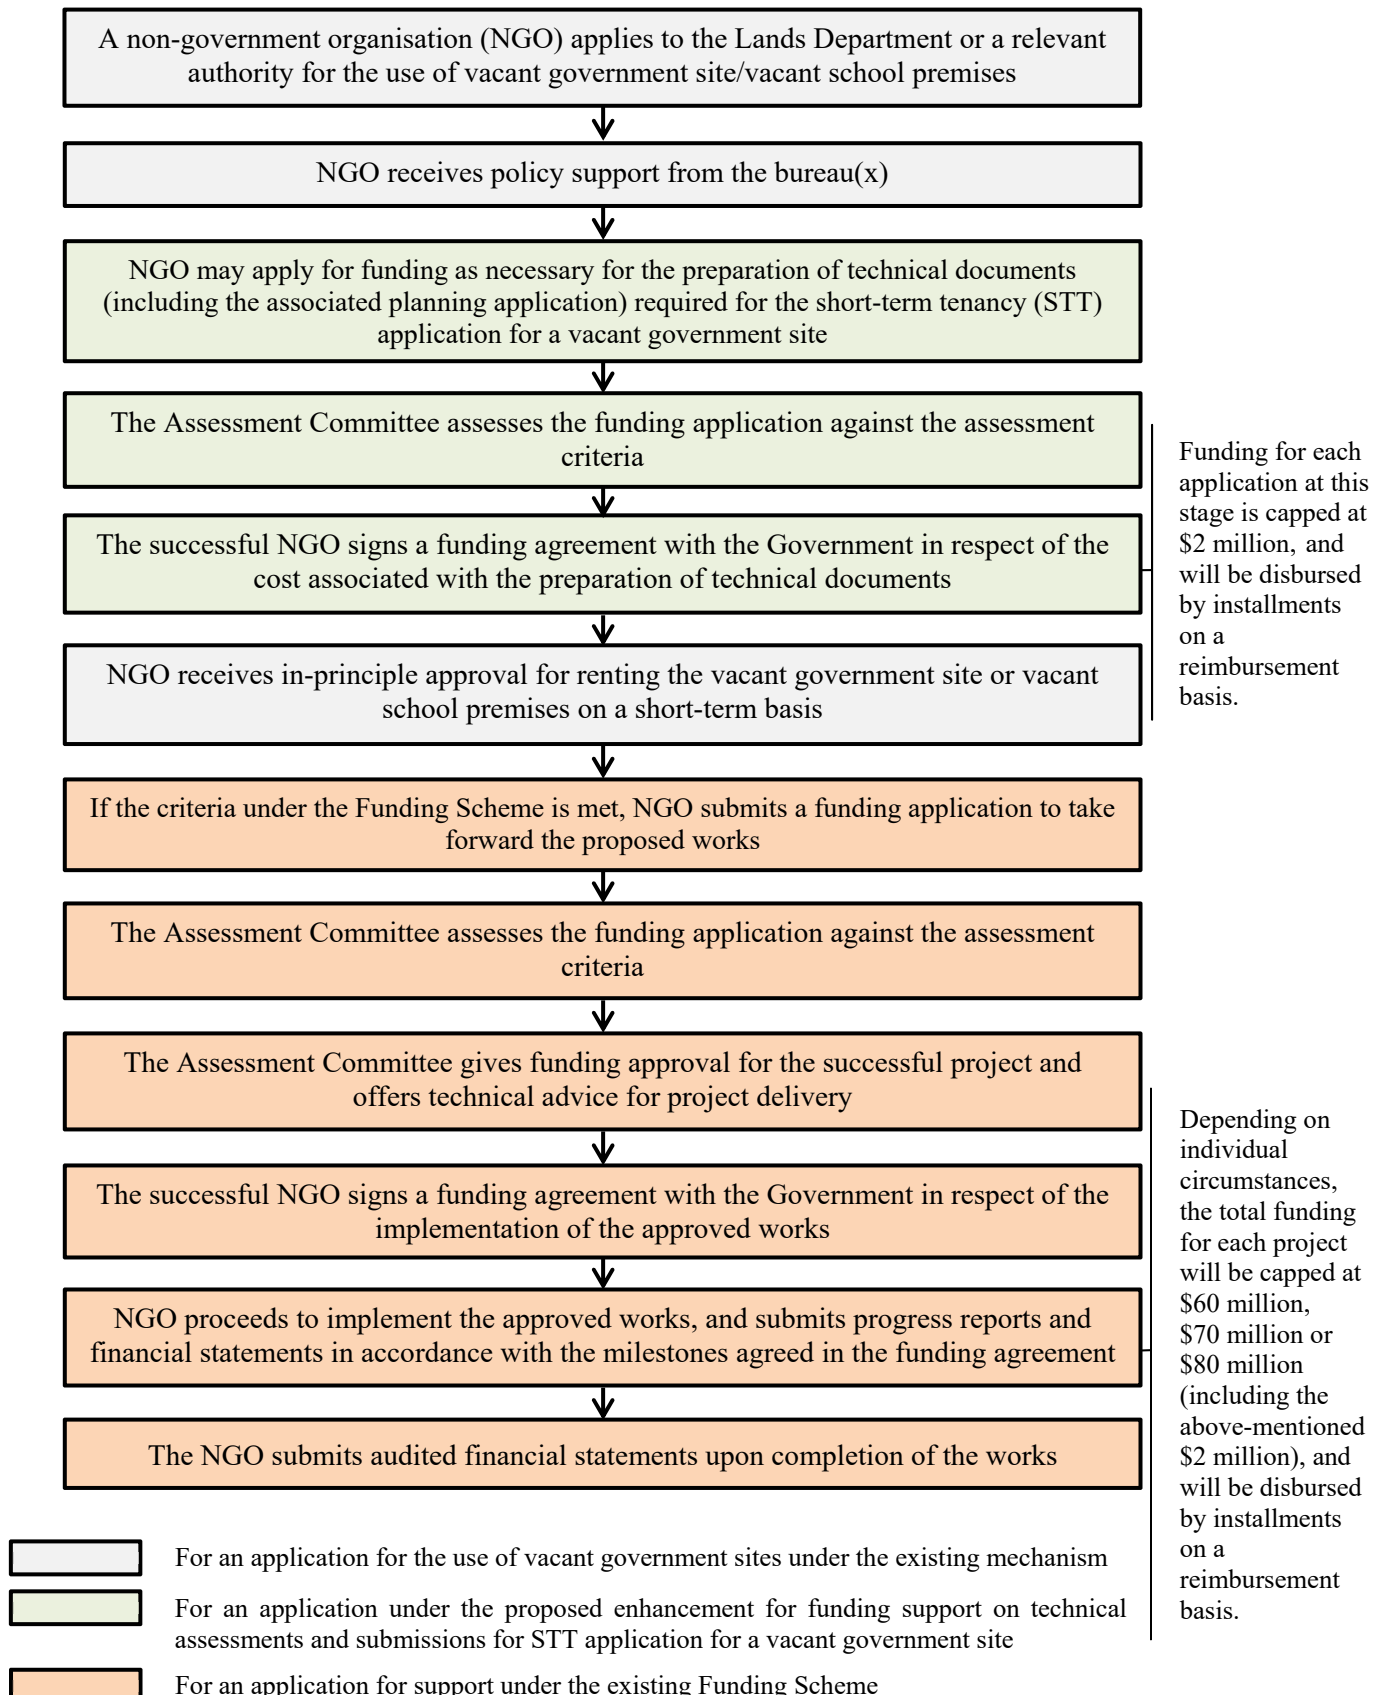 A non-government organisation (NGO) applies to the Lands Department or a relevant
authority for the use of vacant government site/vacant school premises
NGO receives policy support from the bureau(x)
NGO may apply for funding as necessary for the preparation of technical documents
(including the associated planning application) required for the short-term tenancy (STT)
application for a vacant government site
The Assessment Committee assesses the funding application against the assessment
criteria
The successful NGO signs a funding agreement with the Government in respect of the
cost associated with the preparation of technical documents
NGO receives in-principle approval for renting the vacant government site or vacant
school premises on a short-term basis
Funding for each
application at this
stage is capped at
$2 million, and
will be disbursed
by installments
on a
reimbursement
basis.
If the criteria under the Funding Scheme is met, NGO submits a funding application to take
forward the proposed works
The Assessment Committee assesses the funding application against the assessment
criteria
The Assessment Committee gives funding approval for the successful project and
offers technical advice for project delivery
The successful NGO signs a funding agreement with the Government in respect of the
implementation of the approved works
NGO proceeds to implement the approved works, and submits progress reports and
financial statements in accordance with the milestones agreed in the funding agreement
The NGO submits audited financial statements upon completion of the works
Depending on
individual
circumstances,
the total funding
for each project
will be capped at
$60 million,
$70 million or
$80 million
(including the
above-mentioned
$2 million), and
will be disbursed
by installments
on a
reimbursement
basis.
For an application for the use of vacant government sites under the existing mechanism
For an application under the proposed enhancement for funding support on technical
assessments and submissions for STT application for a vacant government site
For an application for support under the existing Funding Scheme